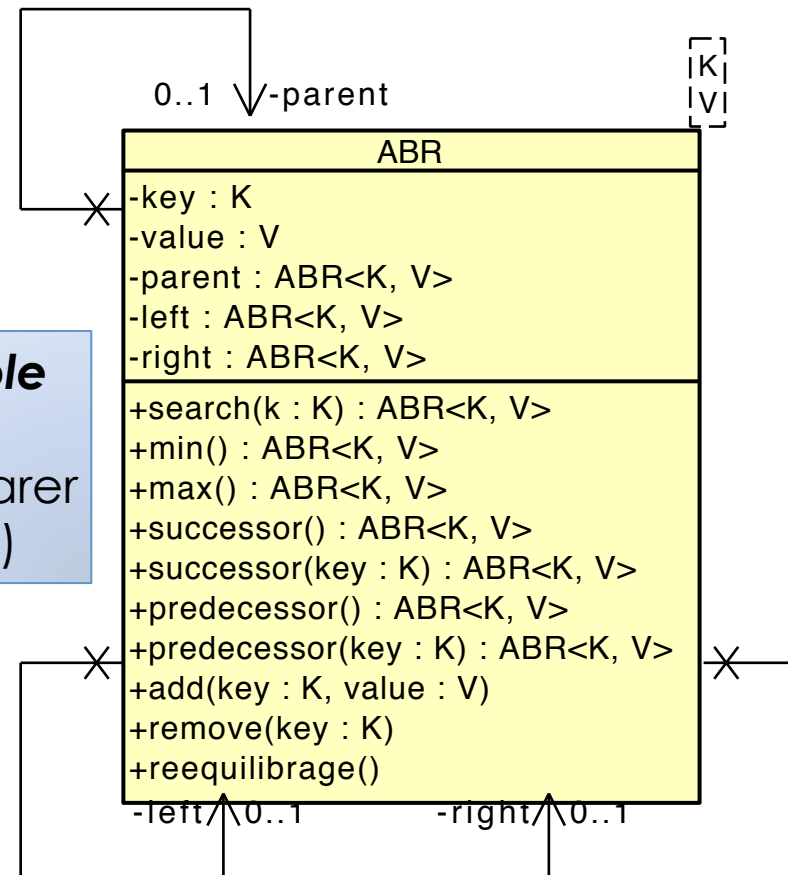 0..1 -parent
K
V
ABR
-key : K
-value : V
-parent : ABR<K, V>
-left : ABR<K, V>
-right : ABR<K, V>
+search(k : K) : ABR<K, V>
+min() : ABR<K, V>
+max() : ABR<K, V>
+successor() : ABR<K, V>
+successor(key : K) : ABR<K, V>
+predecessor() : ABR<K, V>
+predecessor(key : K) : ABR<K, V>
+add(key : K, value : V)
+remove(key : K)
+reequilibrage()
-left 0..1 -right 0..1
)